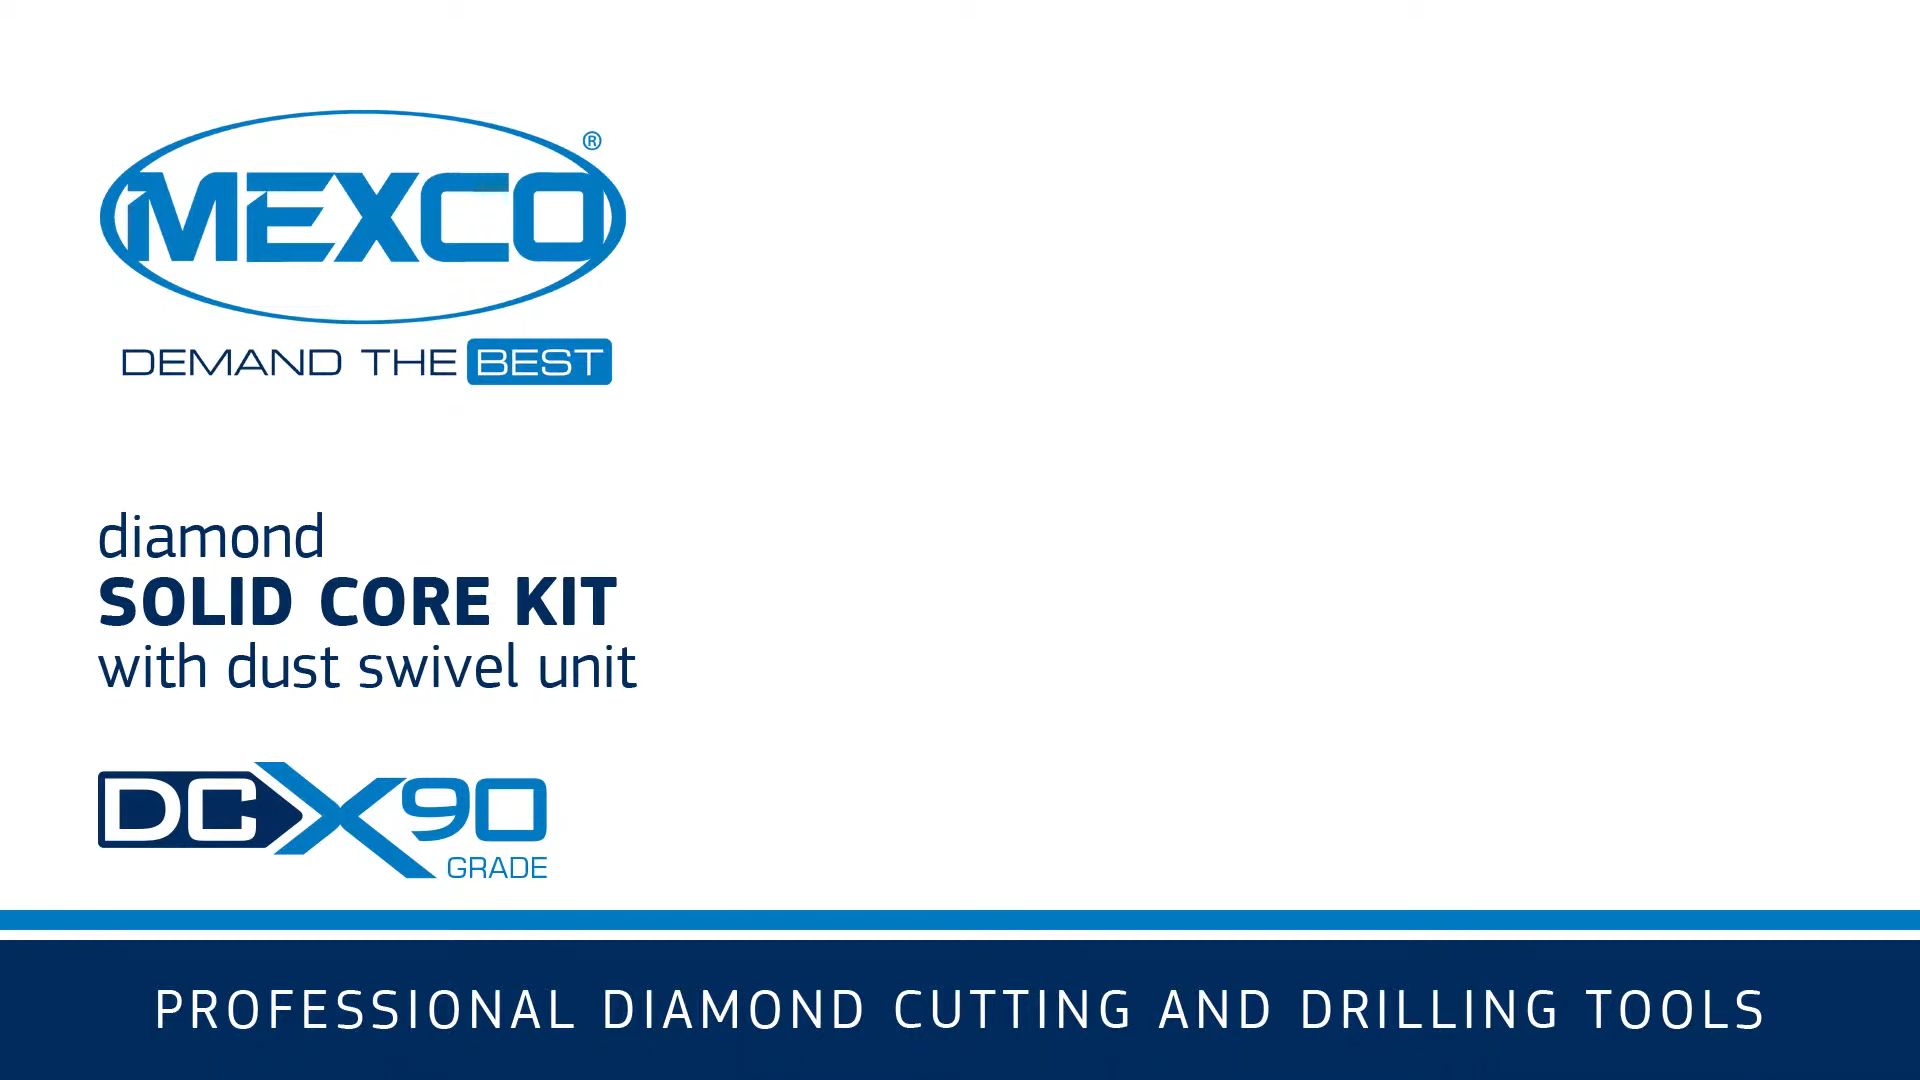 MEXCO®
DEMAND THE BEST
diamond
SOLID CORE KIT
with dust swivel unit
DCX90
GRADE
PROFESSIONAL DIAMOND CUTTING AND DRILLING TOOLS